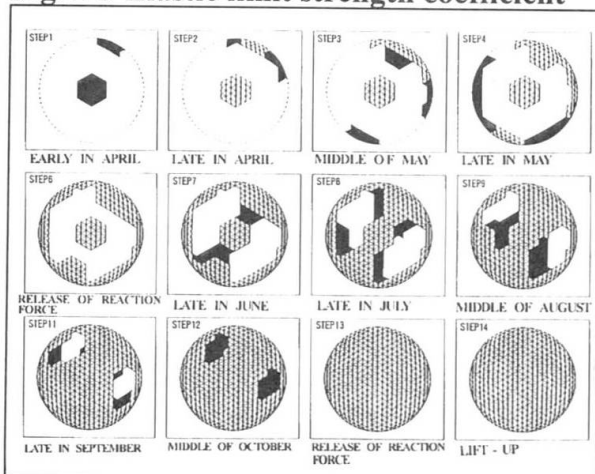 STEP1
STEP2
STEP3
STEP4
EARLY IN APRIL
LATE IN APRIL
MIDDLE OF MAY
LATE IN MAY
STEP6
STEP7
STEP8
STEP9
RELEASE OF REACTION
FORCE
LATE IN JUNE
LATE IN JULY
MIDDLE OF AUGUST
STEP11
STEP12
STEP13
STEP14
LATE IN SEPTEMBER
MIDDLE OF OCTOBER
RELEASE OF REACTION
FORCE
LIFT - UP